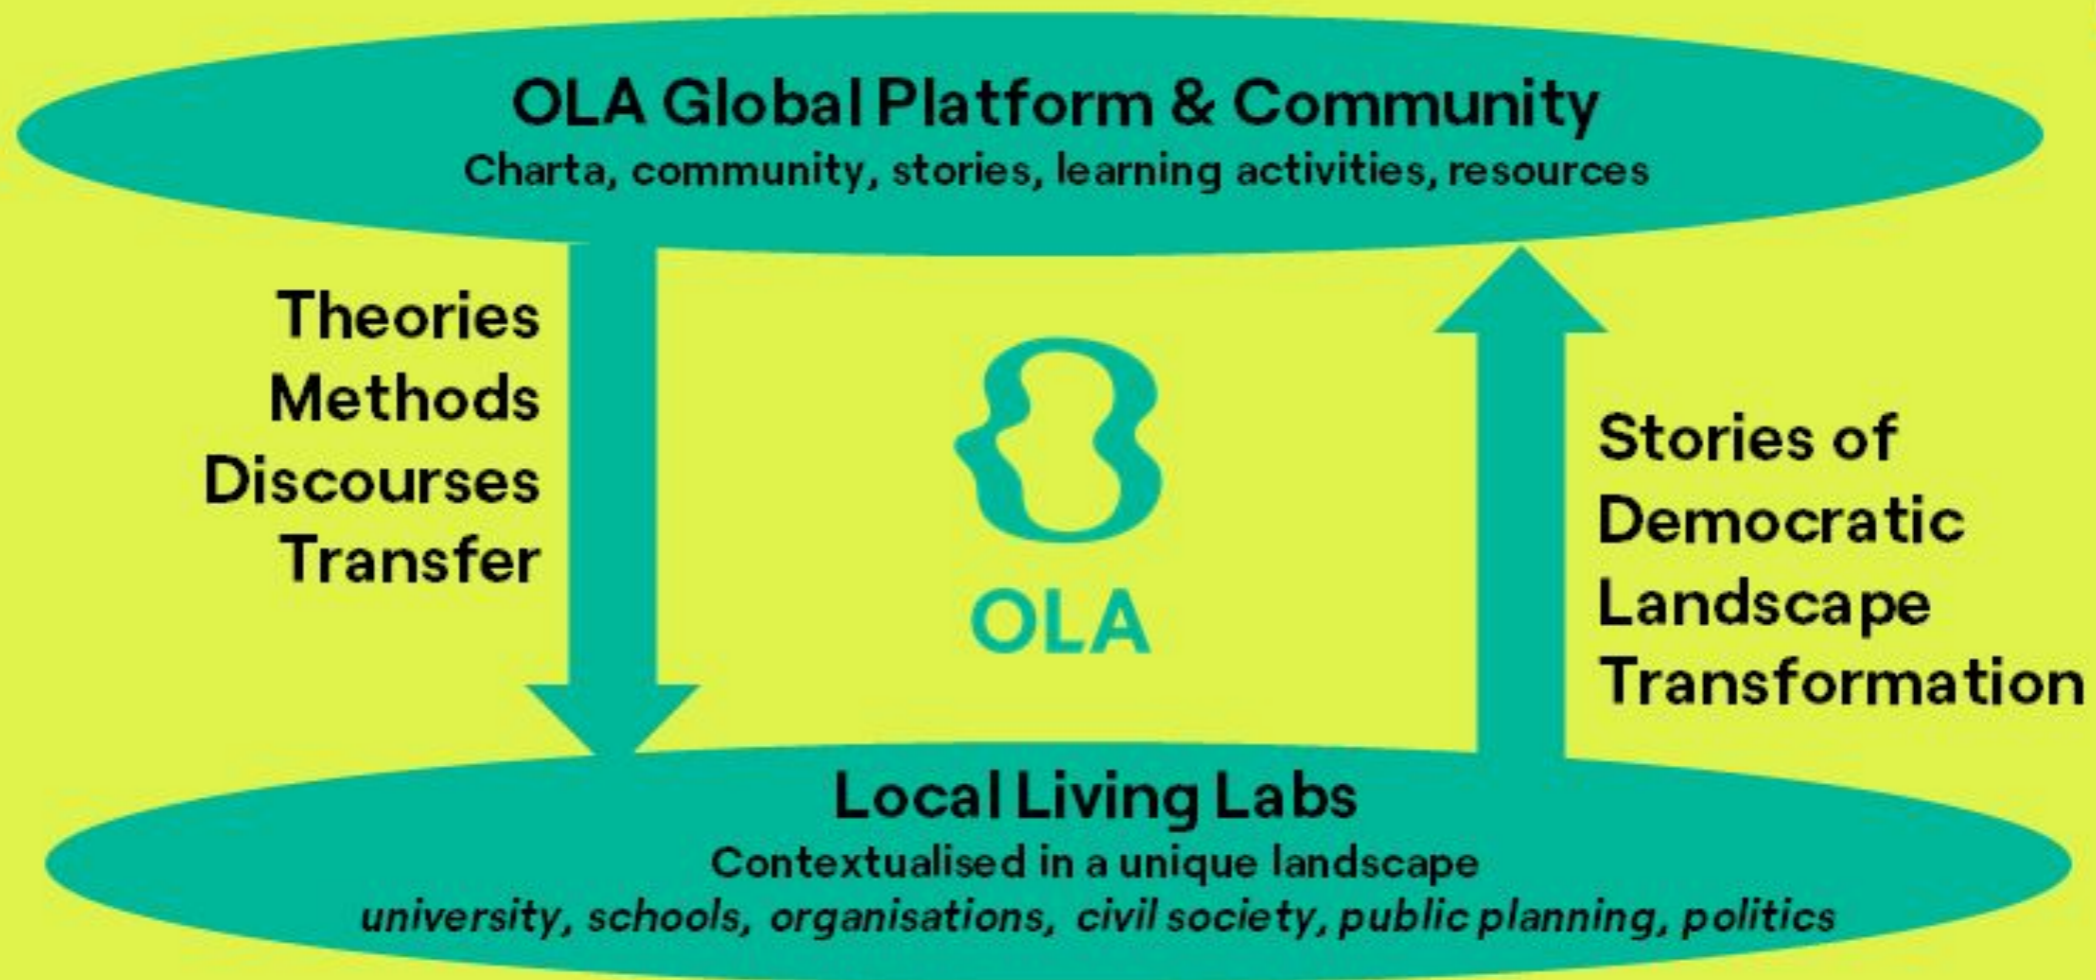 OLA Global Platform & Community
Charta, community, stories, learning activities, resources
Theories
Methods
Discourses
Transfer
OLA
Stories of
Democratic
Landscape
Transformation
Local Living Labs
Contextualised in a unique landscape
university, schools, organisations, civil society, public planning, politics